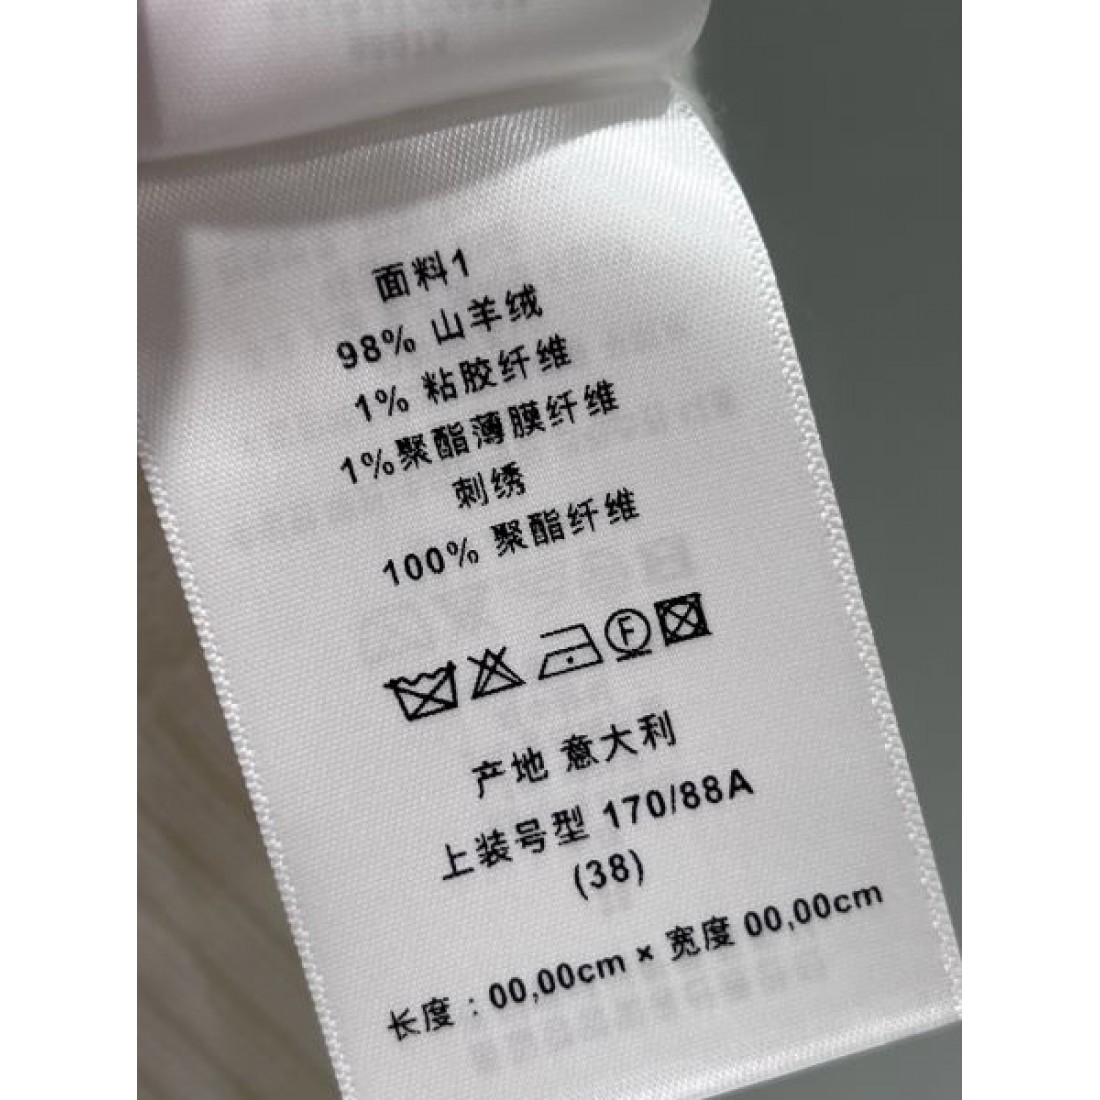 面料1
98% 山羊绒
1% 粘胶纤维
1%聚酯薄膜纤维
刺绣
100% 聚酯纤维
F
产地 意大利
上装号型 170/88A
(38)
长度：00,00cm × 宽度 00,00cm